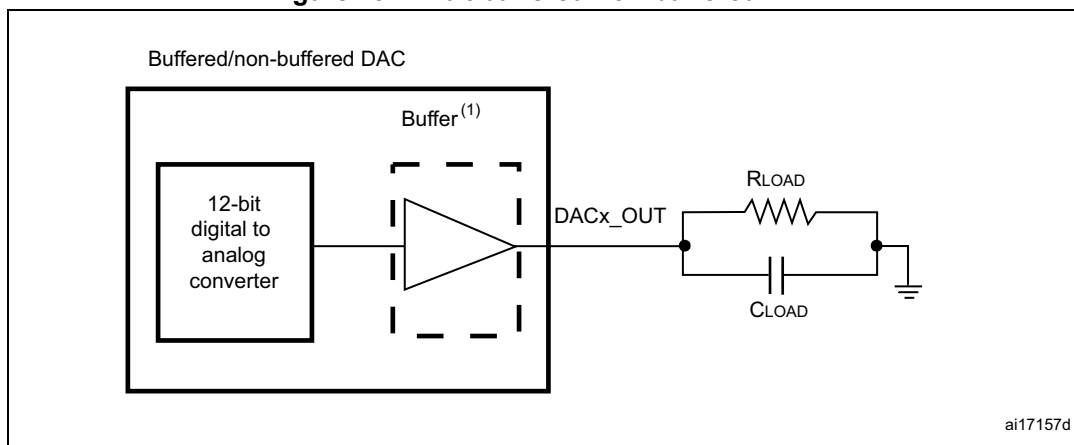 Buffered/non-buffered DAC
Buffer(1)
12-bit
digital to
analog
converter
DACx_OUT
RLOAD
CLOAD
ai17157d